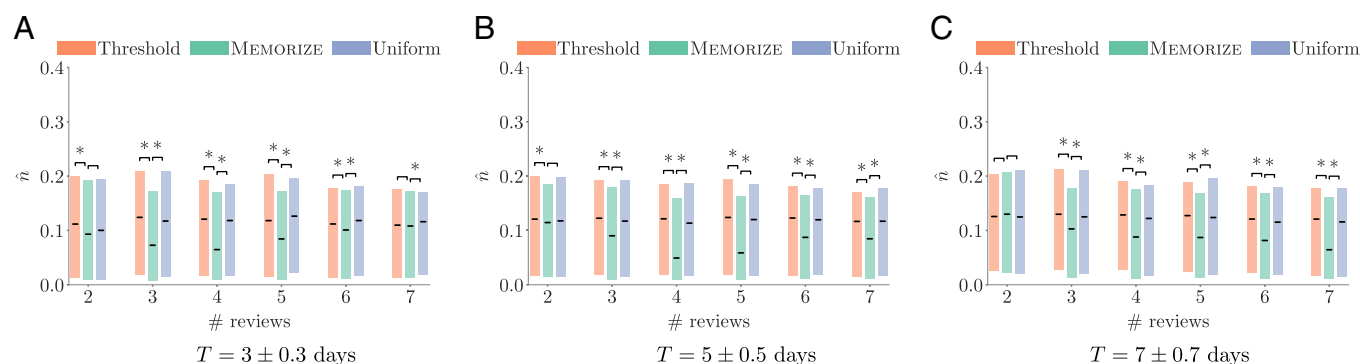 A
Threshold MEMORIZE Uniform
0.4
0.3
0.2
0.1
0.0
n̂
* * * * * * * * * *
2 3 4 5 6 7
# reviews
T = 3 ± 0.3 days
B
Threshold MEMORIZE Uniform
0.4
0.3
0.2
0.1
0.0
n̂
* * * * * * * * * * *
2 3 4 5 6 7
# reviews
T = 5 ± 0.5 days
C
Threshold MEMORIZE Uniform
0.4
0.3
0.2
0.1
0.0
n̂
* * * * * * * * * *
2 3 4 5 6 7
# reviews
T = 7 ± 0.7 days